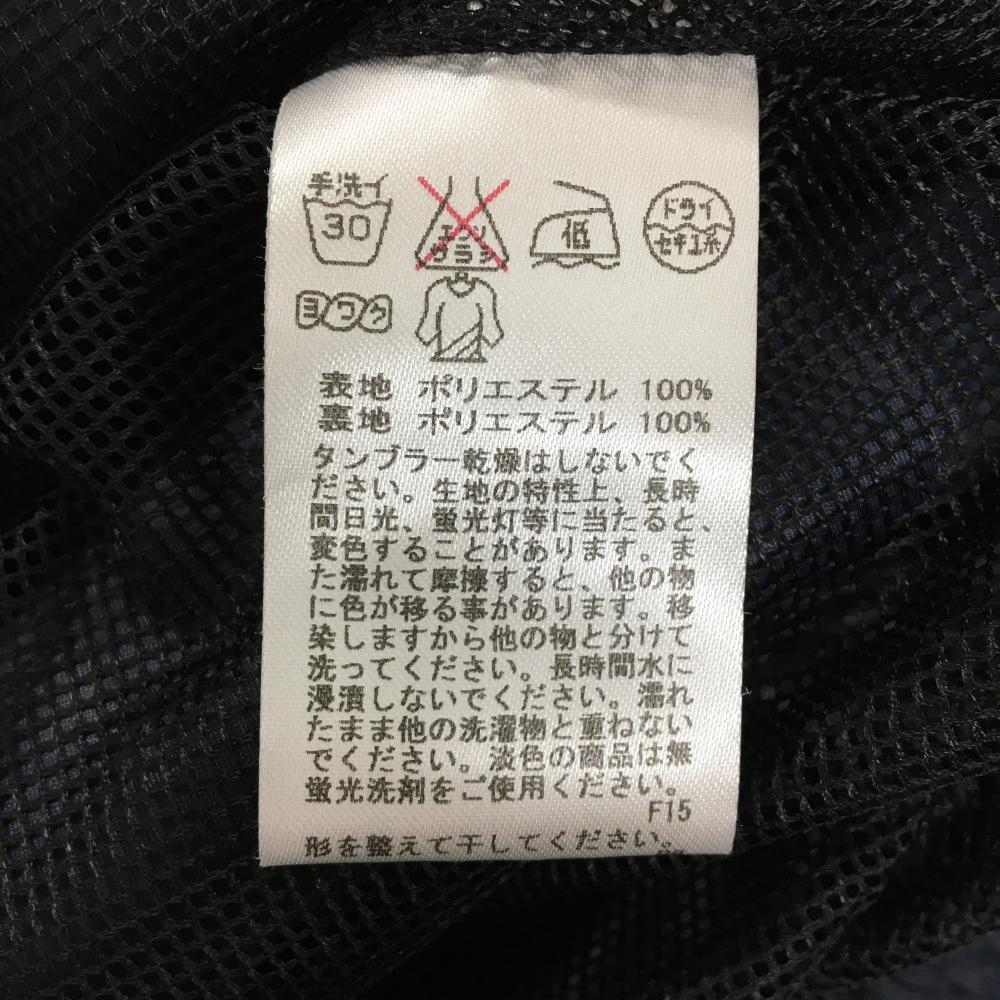 手洗イ
30
エンソ
サラシ
低
ドライ
セキユ系
ヨワク
表地 ポリエステル 100%
裏地 ポリエステル 100%
タンブラー乾燥はしないでく
ださい。生地の特性上、長時
間日光、蛍光灯等に当たると、
変色することがあります。ま
た濡れて摩擦すると、他の物
に色が移る事があります。移
染しますから他の物と分けて
洗ってください。長時間水に
浸漬しないでください。濡れ
たまま他の洗濯物と重ねない
でください。淡色の商品は無
蛍光洗剤をご使用ください。
F15
形を整えて干してください。